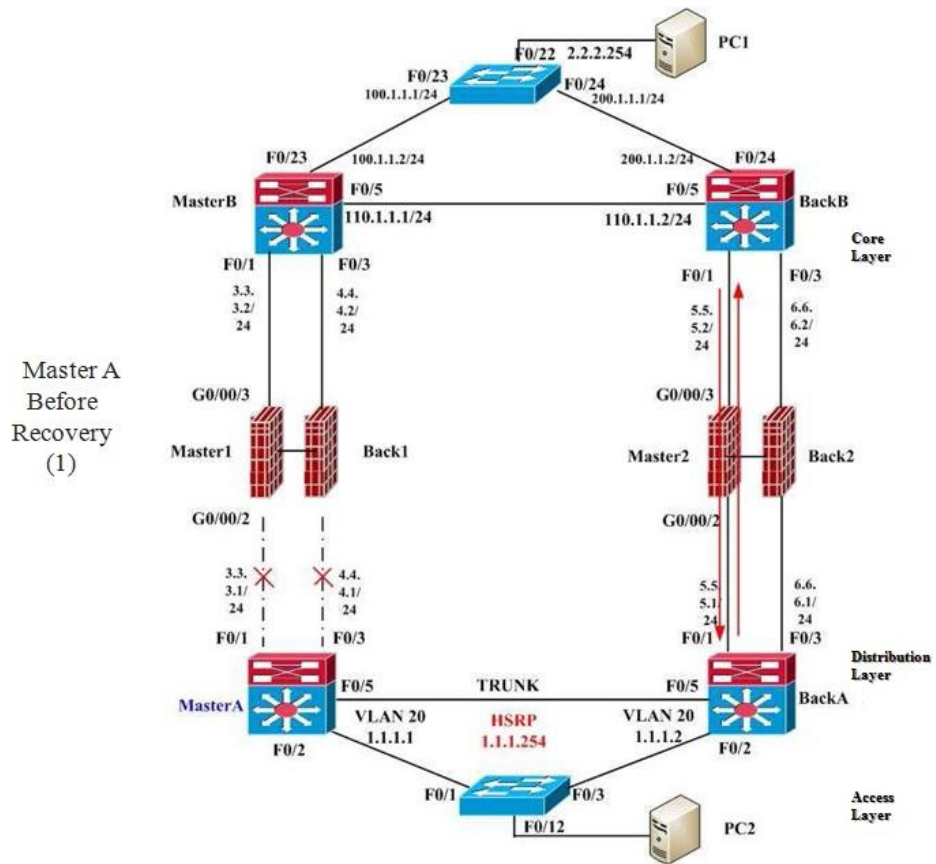 F0/22
2.2.2.254
PC1
F0/23
100.1.1.1/24
F0/24
200.1.1.1/24
F0/23
100.1.1.2/24
200.1.1.2/24
F0/24
MasterB
F0/5
F0/5
BackB
110.1.1.1/24
110.1.1.2/24
Core
Layer
F0/1
F0/3
F0/1
F0/3
3.3.
3.2/
24
4.4.
4.2/
24
5.5.
5.2/
24
6.6.
6.2/
24
Master A
Before
Recovery
(1)
G0/00/3
G0/00/3
Master1
Back1
Master2
Back2
G0/00/2
G0/00/2
3.3.
3.1/
24
4.4.
4.1/
24
5.5.
5.1/
24
6.6.
6.1/
24
F0/1
F0/3
F0/1
F0/3
Distribution
Layer
MasterA
F0/5
TRUNK
F0/5
BackA
VLAN 20
1.1.1.1
HSRP
1.1.1.254
VLAN 20
1.1.1.2
F0/2
F0/2
F0/1
F0/3
Access
Layer
F0/12
PC2